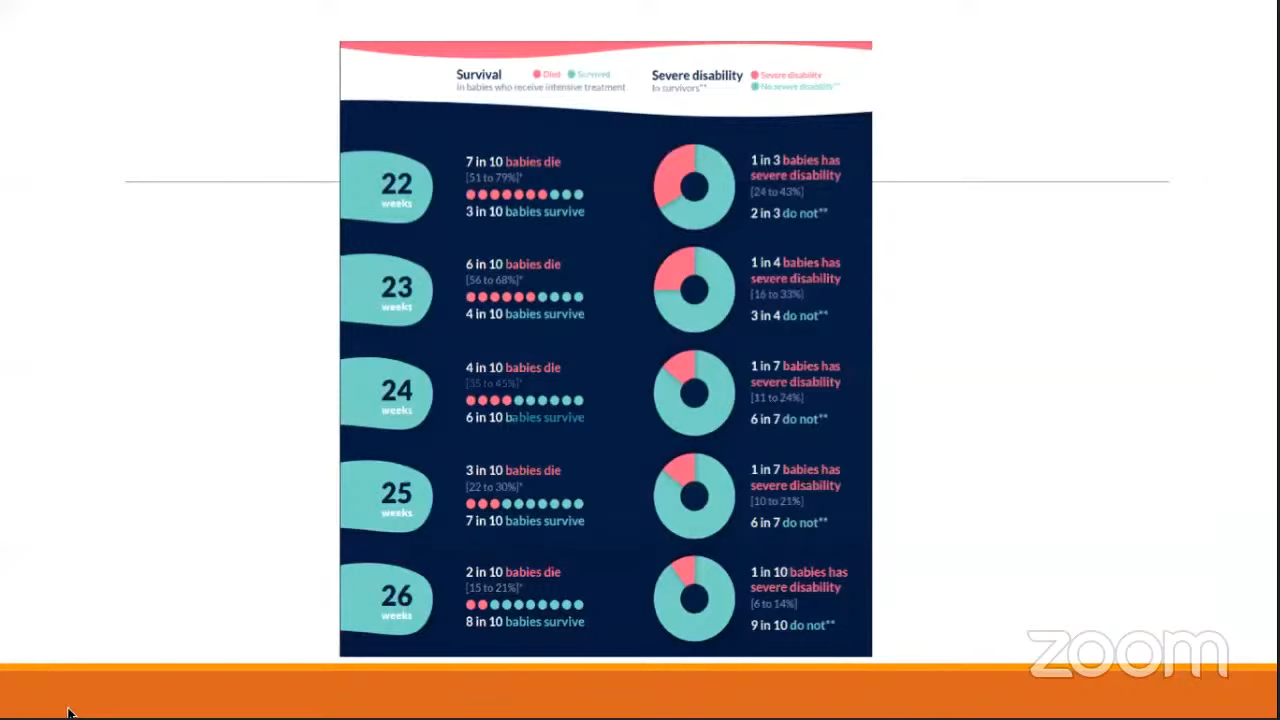 Survival
Died
Survived
In babies who receive intensive treatment
Severe disability
In survivors**
Severe disability
No severe disability**
22
weeks
7 in 10 babies die
[51 to 79%]*
3 in 10 babies survive
1 in 3 babies has
severe disability
[24 to 43%]
2 in 3 do not**
23
weeks
6 in 10 babies die
[56 to 68%]*
4 in 10 babies survive
1 in 4 babies has
severe disability
[16 to 33%]
3 in 4 do not**
24
weeks
4 in 10 babies die
[35 to 45%]*
6 in 10 babies survive
1 in 7 babies has
severe disability
[11 to 24%]
6 in 7 do not**
25
weeks
3 in 10 babies die
[22 to 30%]*
7 in 10 babies survive
1 in 7 babies has
severe disability
[10 to 21%]
6 in 7 do not**
26
weeks
2 in 10 babies die
[15 to 21%]*
8 in 10 babies survive
1 in 10 babies has
severe disability
[6 to 14%]
9 in 10 do not**
zoom